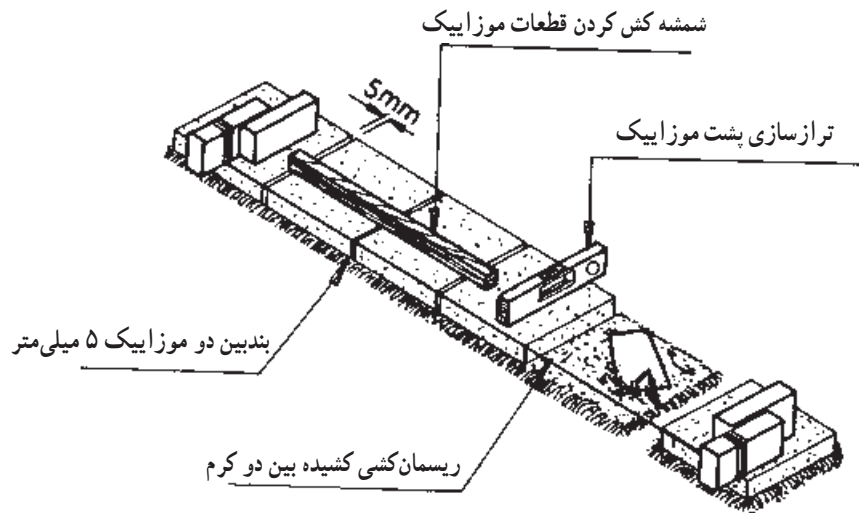 شمشه کش کردن قطعات موزاییک
5mm
ترازسازی پشت موزاییک
بندبین دو موزاییک ۵ میلی‌متر
ریسمان‌کشی کشیده بین دو کرم